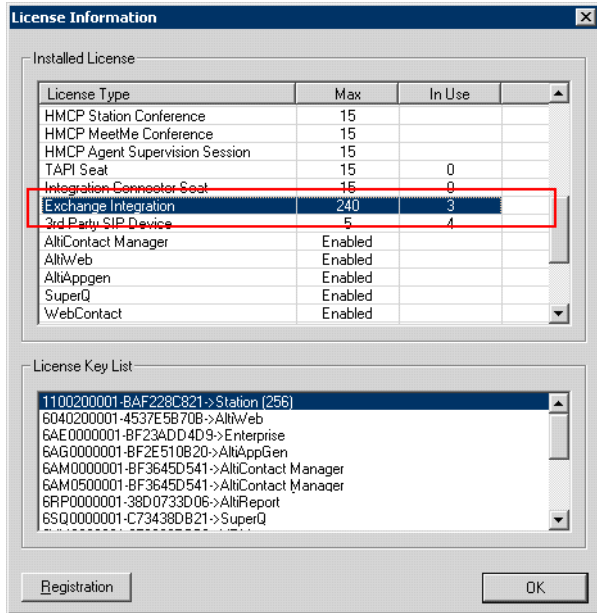 License Information
Installed License
License Type Max In Use
HMCP Station Conference 15
HMCP MeetMe Conference 15
HMCP Agent Supervision Session 15
TAPI Seat 15 0
Integration Connector Seat 15 0
Exchange Integration 240 3
3rd Party SIP Device 5 4
AltiContact Manager Enabled
AltiWeb Enabled
AltiAppgen Enabled
SuperQ Enabled
WebContact Enabled
License Key List
1100200001-BAF228C821->Station (256)
6040200001-4537E5B70B->AltiWeb
6AE0000001-BF23ADD4D9->Enterprise
6AG0000001-BF2E510B20->AltiAppGen
6AM0000001-BF3645D541->AltiContact Manager
6AM0500001-BF3645D541->AltiContact Manager
6RP0000001-38D0733D06->AltiReport
6SQ0000001-C73438DB21->SuperQ
Registration OK